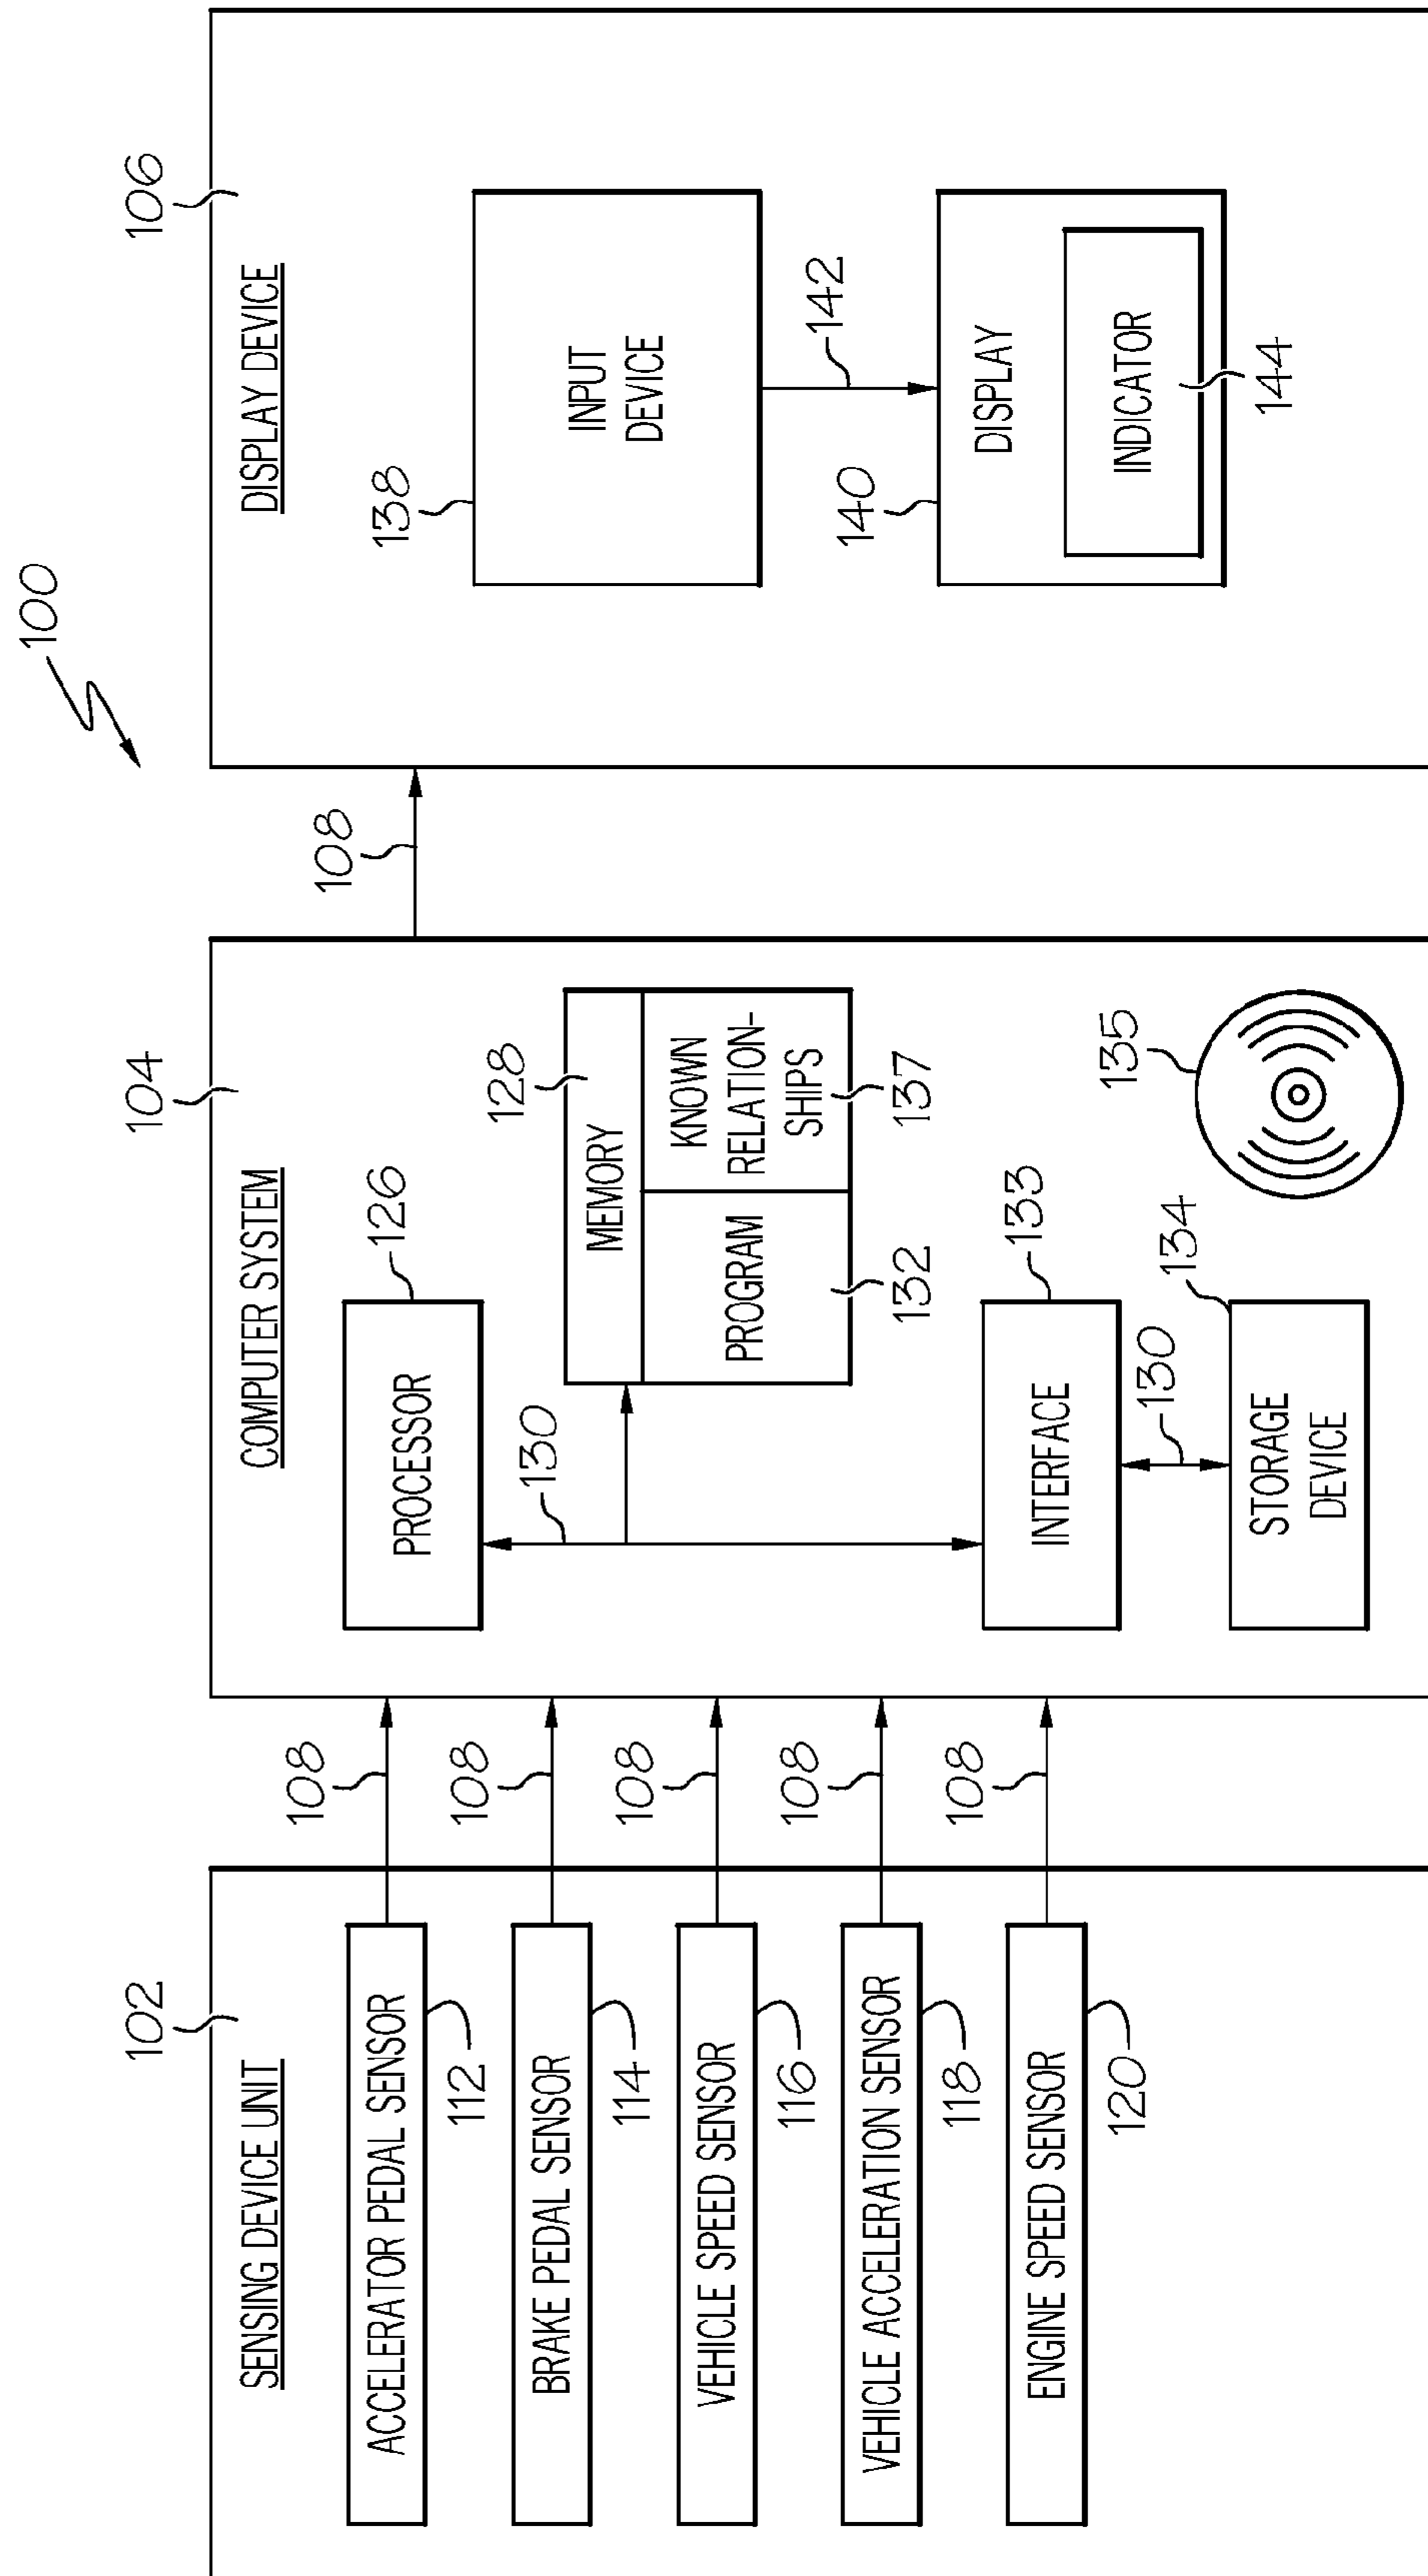 100
102
SENSING DEVICE UNIT
ACCELERATOR PEDAL SENSOR
112
BRAKE PEDAL SENSOR
114
VEHICLE SPEED SENSOR
116
VEHICLE ACCELERATION SENSOR
118
ENGINE SPEED SENSOR
120
108
108
108
108
108
104
COMPUTER SYSTEM
PROCESSOR
126
130
128
MEMORY
PROGRAM
132
KNOWN
RELATION-
SHIPS
137
INTERFACE
133
130
134
STORAGE
DEVICE
135
108
106
DISPLAY DEVICE
138
INPUT
DEVICE
142
140
DISPLAY
INDICATOR
144